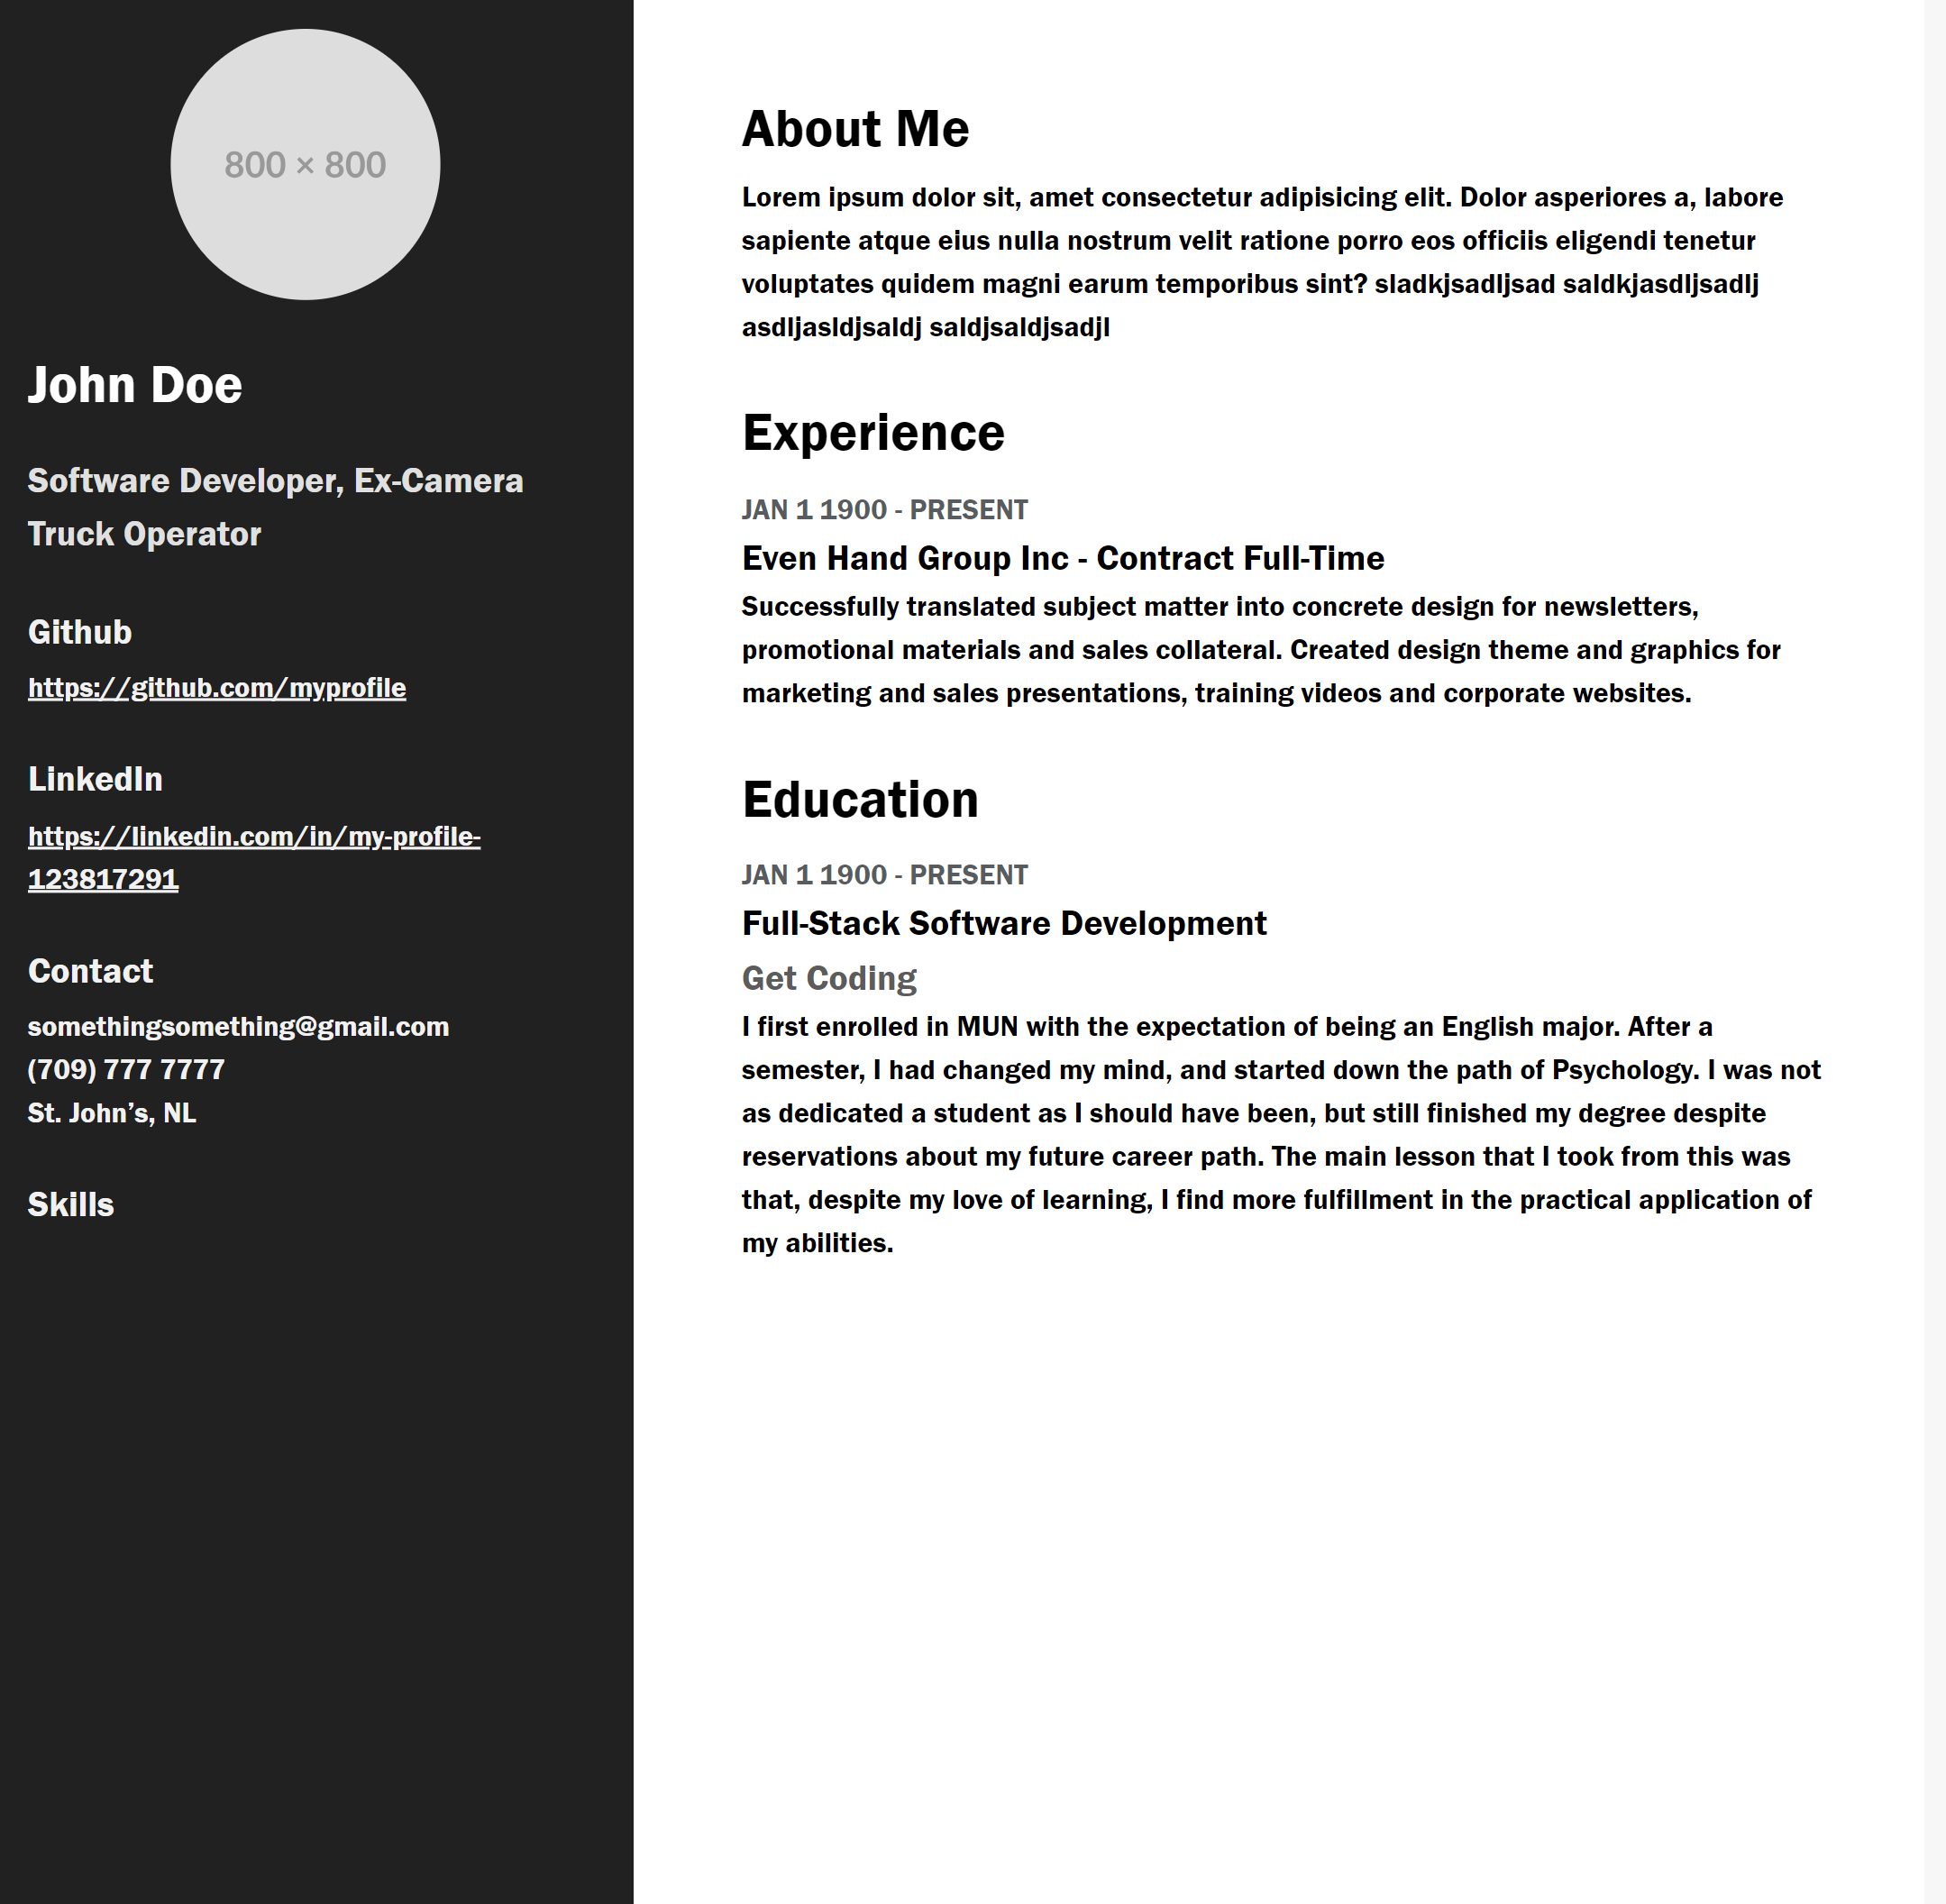 800 × 800
John Doe
Software Developer, Ex-Camera
Truck Operator
Github
https://github.com/myprofile
LinkedIn
https://linkedin.com/in/my-profile-
123817291
Contact
somethingsomething@gmail.com
(709) 777 7777
St. John’s, NL
Skills
About Me
Lorem ipsum dolor sit, amet consectetur adipisicing elit. Dolor asperiores a, labore
sapiente atque eius nulla nostrum velit ratione porro eos officiis eligendi tenetur
voluptates quidem magni earum temporibus sint? sladkjsadljsad saldkjasdljsadlj
asdljasldjsaldj saldjsaldjsadjl
Experience
JAN 1 1900 - PRESENT
Even Hand Group Inc - Contract Full-Time
Successfully translated subject matter into concrete design for newsletters,
promotional materials and sales collateral. Created design theme and graphics for
marketing and sales presentations, training videos and corporate websites.
Education
JAN 1 1900 - PRESENT
Full-Stack Software Development
Get Coding
I first enrolled in MUN with the expectation of being an English major. After a
semester, I had changed my mind, and started down the path of Psychology. I was not
as dedicated a student as I should have been, but still finished my degree despite
reservations about my future career path. The main lesson that I took from this was
that, despite my love of learning, I find more fulfillment in the practical application of
my abilities.